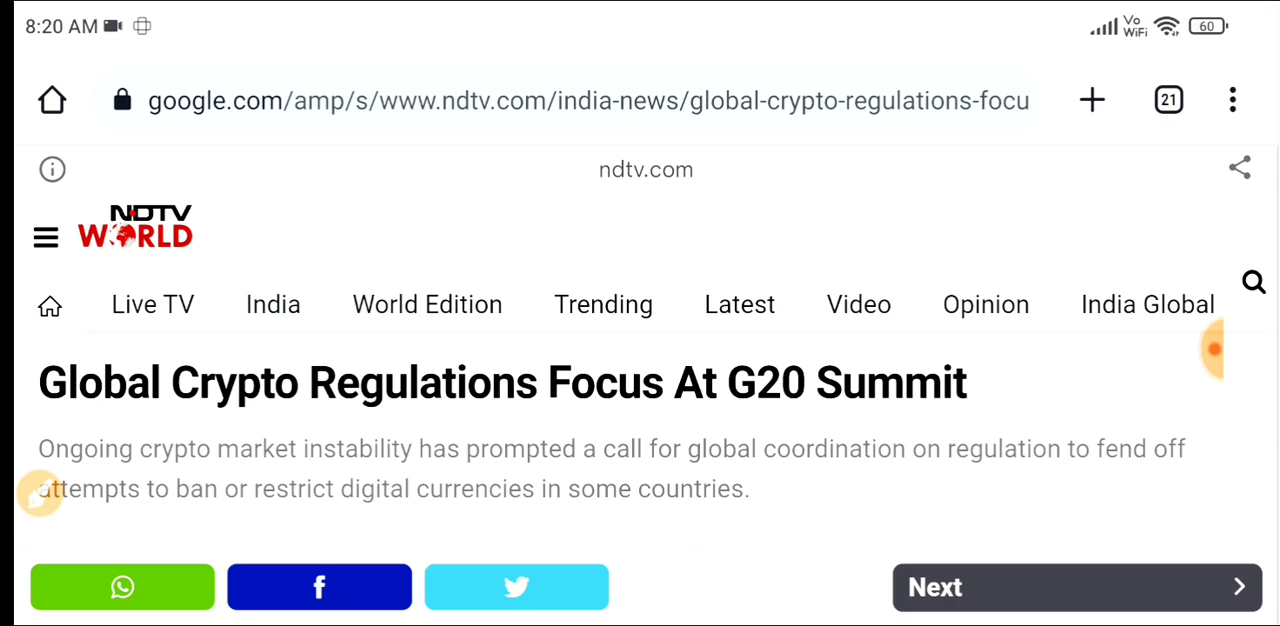 8:20 AM
Vo
WiFi
60
google.com/amp/s/www.ndtv.com/india-news/global-crypto-regulations-focu
21
ndtv.com
NDTV
WORLD
Live TV India World Edition Trending Latest Video Opinion India Global
Global Crypto Regulations Focus At G20 Summit
Ongoing crypto market instability has prompted a call for global coordination on regulation to fend off
attempts to ban or restrict digital currencies in some countries.
Next